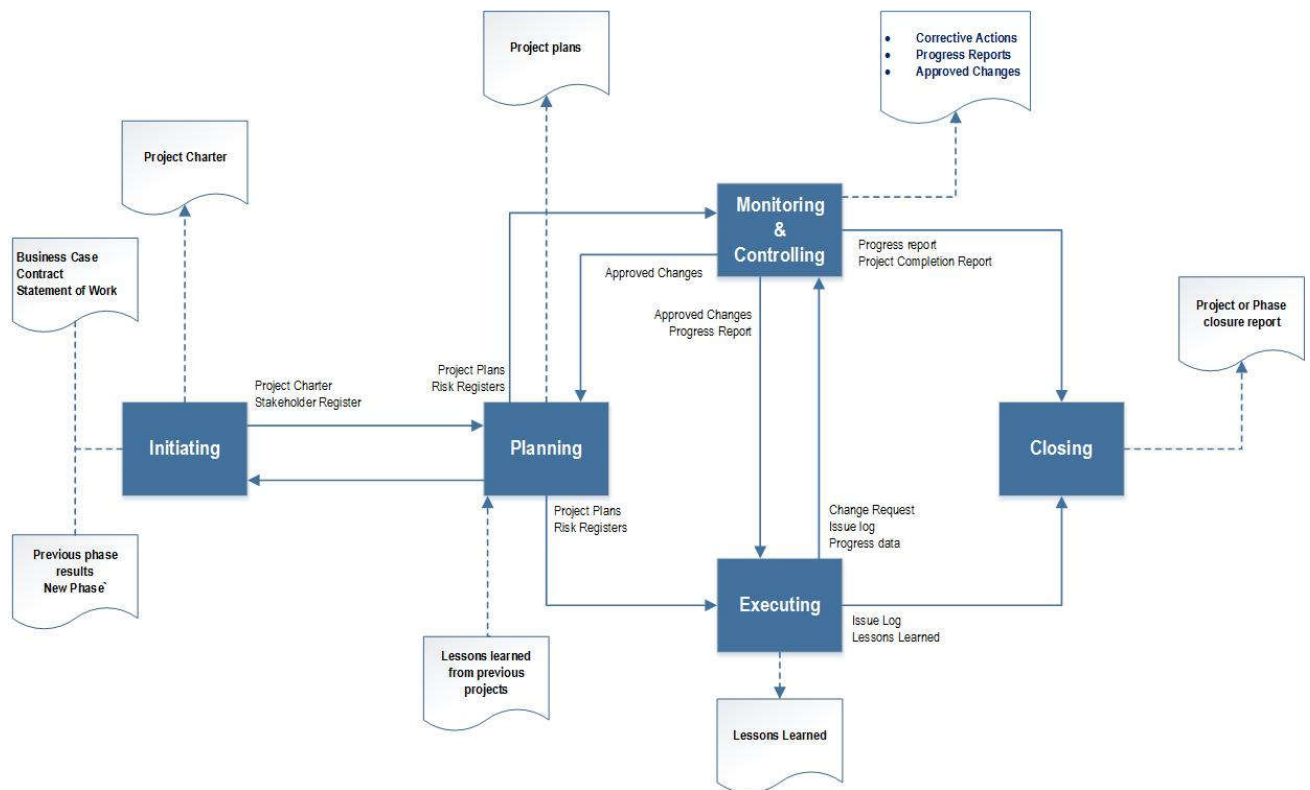 Project plans
Corrective Actions
Progress Reports
Approved Changes
Project Charter
Monitoring
&
Controlling
Business Case
Contract
Statement of Work
Progress report
Project Completion Report
Approved Changes
Approved Changes
Progress Report
Project or Phase
closure report
Project Plans
Risk Registers
Project Charter
Stakeholder Register
Initiating
Planning
Closing
Project Plans
Risk Registers
Change Request
Issue log
Progress data
Previous phase
results
New Phase`
Executing
Issue Log
Lessons Learned
Lessons learned
from previous
projects
Lessons Learned